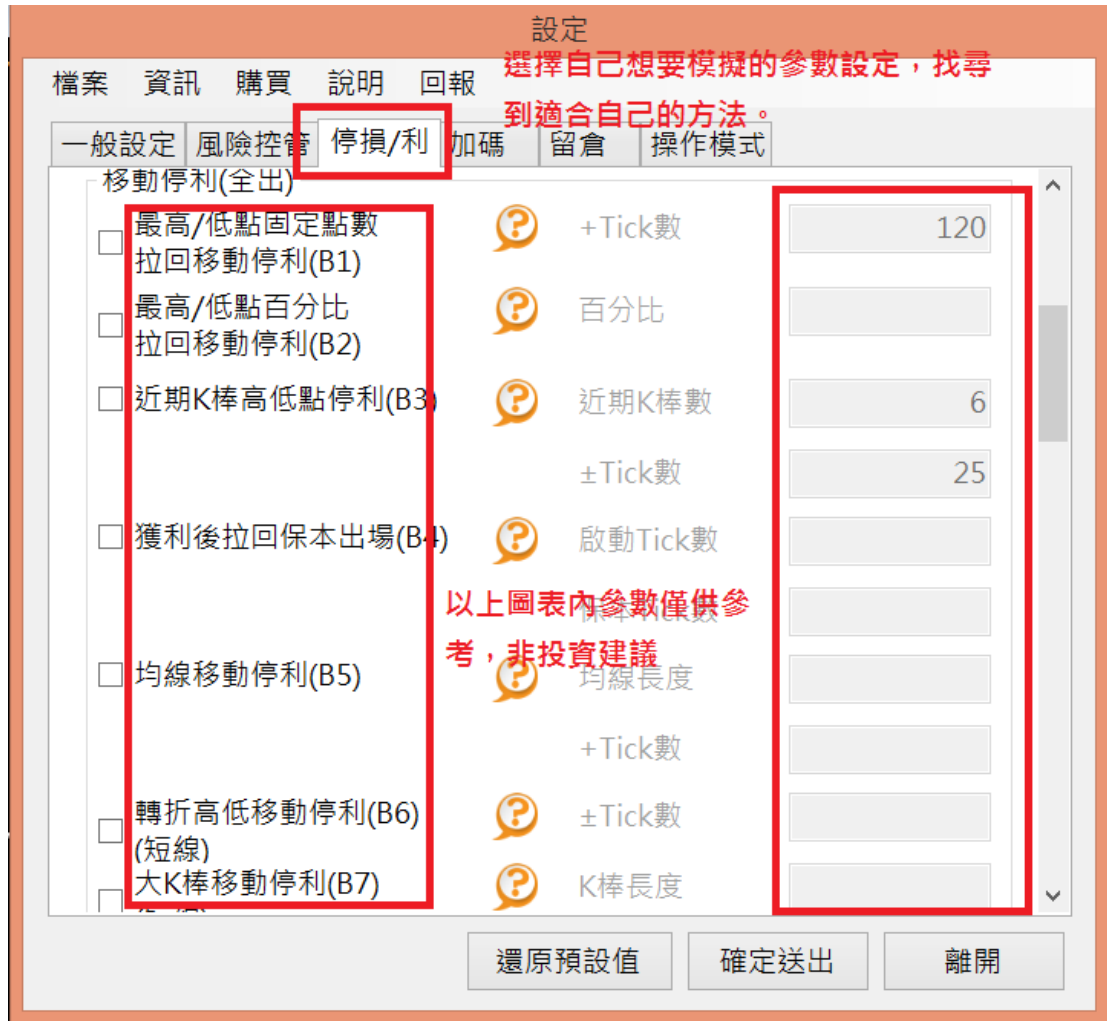 設定
選擇自己想要模擬的參數設定，找尋
到適合自己的方法。
檔案 資訊 購買 說明 回報
一般設定 風險控管 停損/利 加碼 留倉 操作模式
移動停利(全出)
最高/低點固定點數
拉回移動停利(B1)
+Tick數 120
最高/低點百分比
拉回移動停利(B2)
百分比
近期K棒高低點停利(B3) 近期K棒數 6
±Tick數 25
獲利後拉回保本出場(B4) 啟動Tick數
以上圖表內參數僅供參
考，非投資建議
保本Tick數
均線移動停利(B5) 均線長度
+Tick數
轉折高低移動停利(B6)
(短線)
±Tick數
大K棒移動停利(B7) K棒長度
還原預設值 確定送出 離開